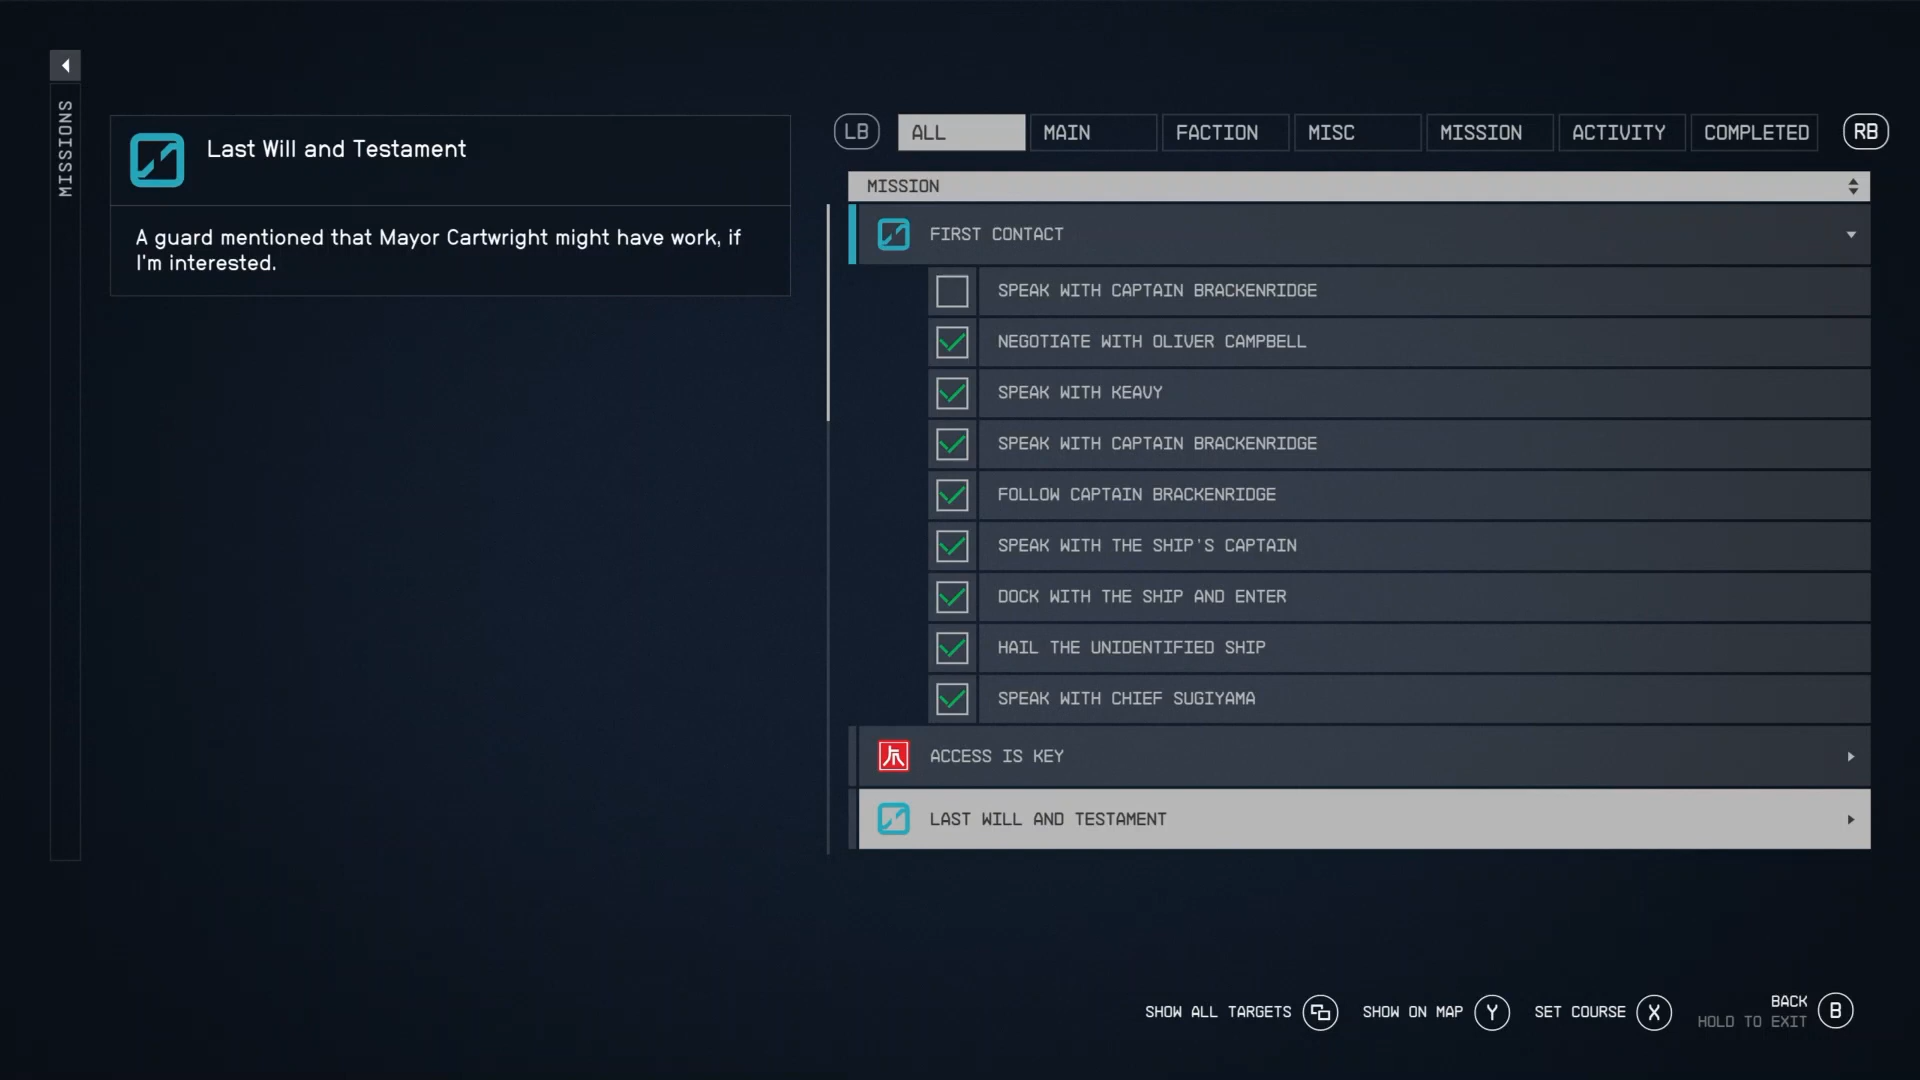 MISSIONS
Last Will and Testament
A guard mentioned that Mayor Cartwright might have work, if
I'm interested.
LB
ALL
MAIN
FACTION
MISC
MISSION
ACTIVITY
COMPLETED
RB
MISSION
FIRST CONTACT
SPEAK WITH CAPTAIN BRACKENRIDGE
NEGOTIATE WITH OLIVER CAMPBELL
SPEAK WITH KEAVY
SPEAK WITH CAPTAIN BRACKENRIDGE
FOLLOW CAPTAIN BRACKENRIDGE
SPEAK WITH THE SHIP'S CAPTAIN
DOCK WITH THE SHIP AND ENTER
HAIL THE UNIDENTIFIED SHIP
SPEAK WITH CHIEF SUGIYAMA
ACCESS IS KEY
LAST WILL AND TESTAMENT
SHOW ALL TARGETS
SHOW ON MAP Y
SET COURSE X
BACK B
HOLD TO EXIT